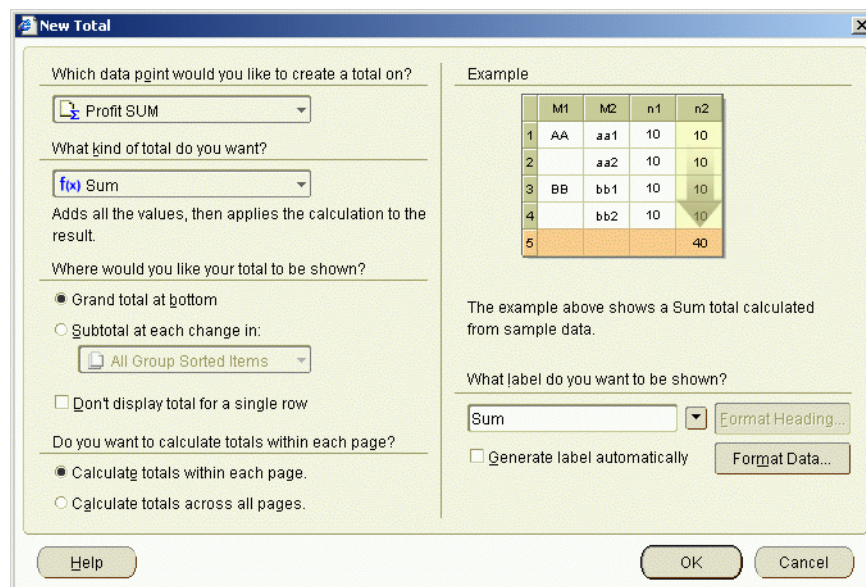 New Total
Which data point would you like to create a total on?
Profit SUM
What kind of total do you want?
f(x) Sum
Adds all the values, then applies the calculation to the
result.
Where would you like your total to be shown?
Grand total at bottom
Subtotal at each change in:
All Group Sorted Items
Don't display total for a single row
Do you want to calculate totals within each page?
Calculate totals within each page.
Calculate totals across all pages.
Example
M1 M2 n1 n2
1 AA aa1 10 10
2 aa2 10 10
3 BB bb1 10 10
4 bb2 10 10
5 40
The example above shows a Sum total calculated
from sample data.
What label do you want to be shown?
Sum
Format Heading...
Generate label automatically
Format Data...
Help
OK
Cancel